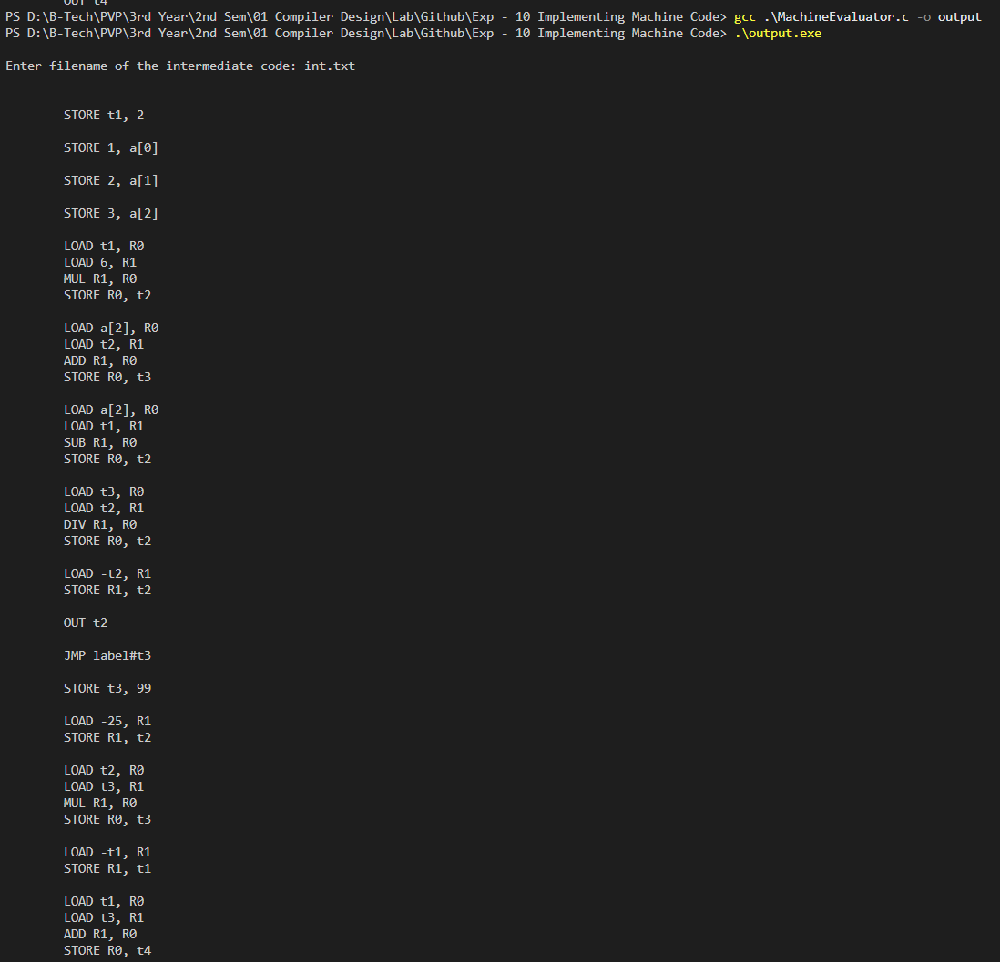 OUT t4
PS D:\B-Tech\PVP\3rd Year\2nd Sem\01 Compiler Design\Lab\Github\Exp - 10 Implementing Machine Code> gcc .\MachineEvaluator.c -o output
PS D:\B-Tech\PVP\3rd Year\2nd Sem\01 Compiler Design\Lab\Github\Exp - 10 Implementing Machine Code> .\output.exe
Enter filename of the intermediate code: int.txt
STORE t1, 2
STORE 1, a[0]
STORE 2, a[1]
STORE 3, a[2]
LOAD t1, R0
LOAD 6, R1
MUL R1, R0
STORE R0, t2
LOAD a[2], R0
LOAD t2, R1
ADD R1, R0
STORE R0, t3
LOAD a[2], R0
LOAD t1, R1
SUB R1, R0
STORE R0, t2
LOAD t3, R0
LOAD t2, R1
DIV R1, R0
STORE R0, t2
LOAD -t2, R1
STORE R1, t2
OUT t2
JMP label#t3
STORE t3, 99
LOAD -25, R1
STORE R1, t2
LOAD t2, R0
LOAD t3, R1
MUL R1, R0
STORE R0, t3
LOAD -t1, R1
STORE R1, t1
LOAD t1, R0
LOAD t3, R1
ADD R1, R0
STORE R0, t4